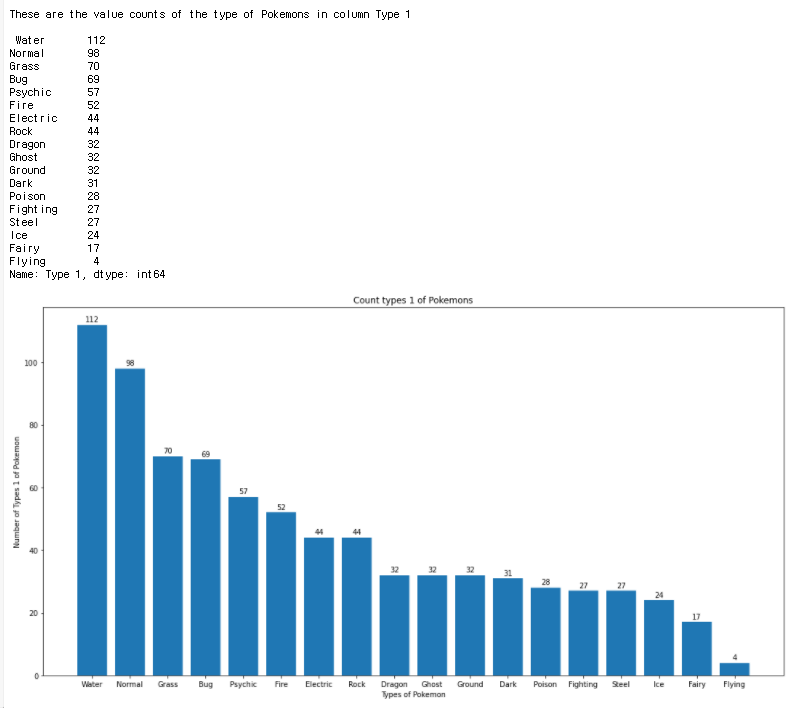 These are the value counts of the type of Pokemons in column Type 1
Water 112
Normal 98
Grass 70
Bug 69
Psychic 57
Fire 52
Electric 44
Rock 44
Dragon 32
Ghost 32
Ground 32
Dark 31
Poison 28
Fighting 27
Steel 27
Ice 24
Fairy 17
Flying 4
Name: Type 1, dtype: int64
Count types 1 of Pokemons
Number of Types 1 of Pokemon
100
80
60
40
20
0
112 98 70 69 57 52 44 44 32 32 32 31 28 27 27 24 17 4
Water Normal Grass Bug Psychic Fire Electric Rock Dragon Ghost Ground Dark Poison Fighting Steel Ice Fairy Flying
Types of Pokemon